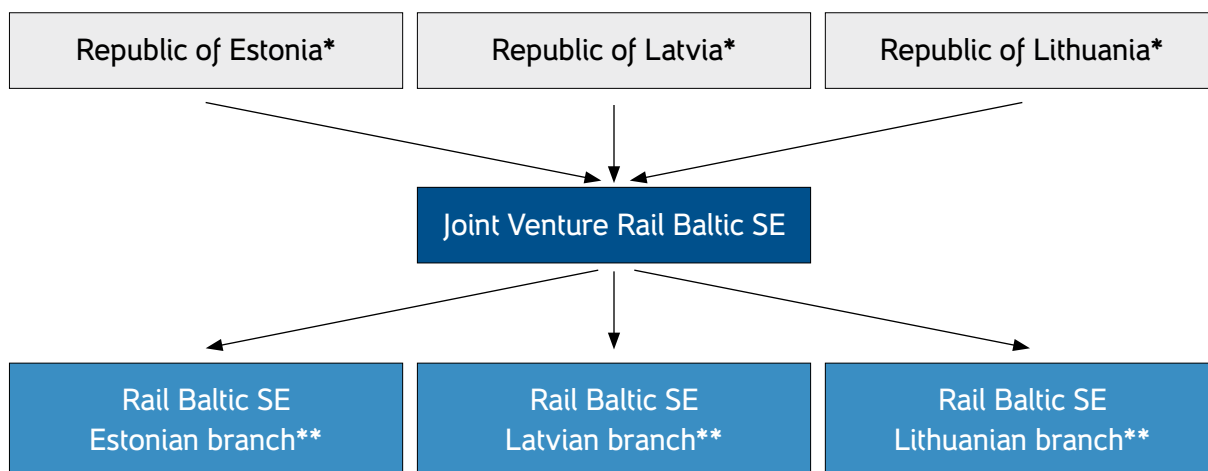 Republic of Estonia*
Republic of Latvia*
Republic of Lithuania*
Joint Venture Rail Baltic SE
Rail Baltic SE
Estonian branch**
Rail Baltic SE
Latvian branch**
Rail Baltic SE
Lithuanian branch**